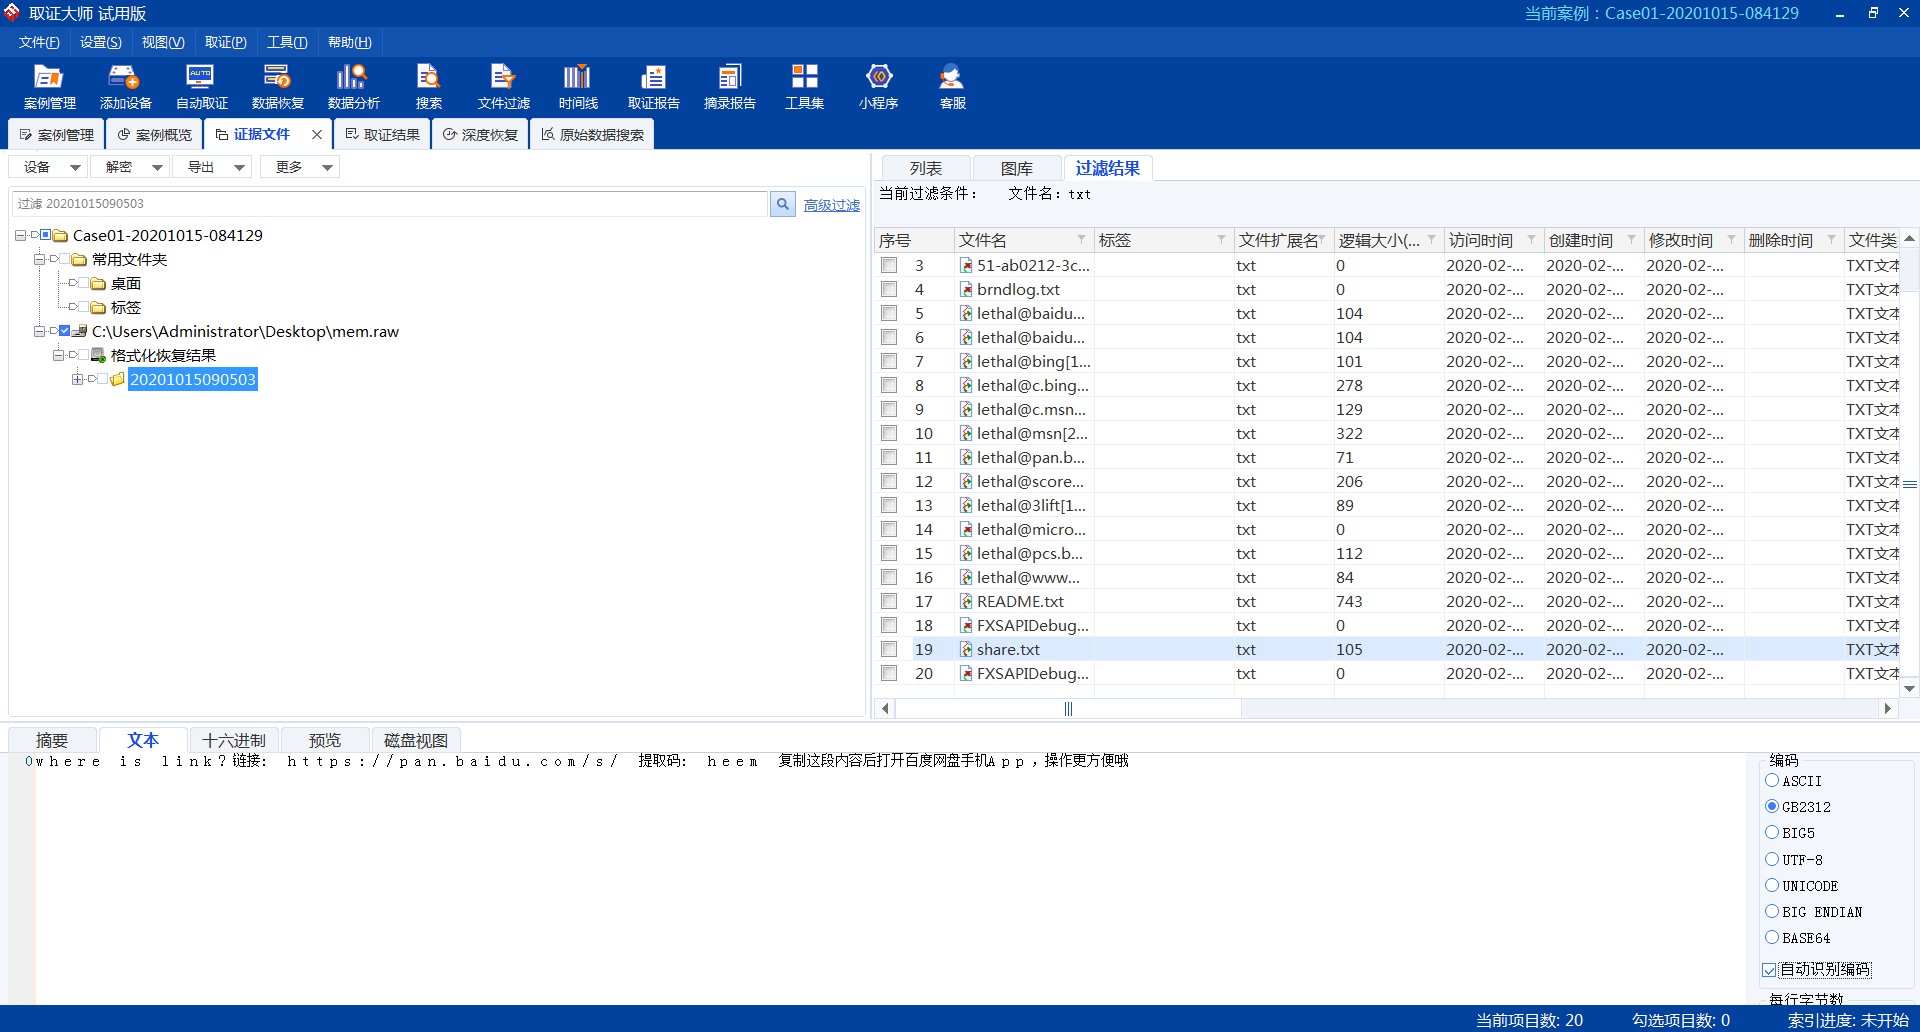 取证大师 试用版
当前案例：Case01-20201015-084129
文件(F) 设置(S) 视图(V) 取证(P) 工具(T) 帮助(H)
案例管理 添加设备 自动取证 数据恢复 数据分析 搜索 文件过滤 时间线 取证报告 摘录报告 工具集 小程序 客服
案例管理 案例概览 证据文件 取证结果 深度恢复 原始数据搜索
设备 解密 导出 更多
过滤 20201015090503
高级过滤
Case01-20201015-084129
常用文件夹
桌面
标签
C:\Users\Administrator\Desktop\mem.raw
格式化恢复结果
20201015090503
列表 图库 过滤结果
当前过滤条件： 文件名：txt
序号 文件名 标签 文件扩展名 逻辑大小(... 访问时间 创建时间 修改时间 删除时间 文件类
3 51-ab0212-3c... txt 0 2020-02-... 2020-02-... 2020-02-... TXT文本
4 brndlog.txt txt 0 2020-02-... 2020-02-... 2020-02-... TXT文本
5 lethal@baidu... txt 104 2020-02-... 2020-02-... 2020-02-... TXT文本
6 lethal@baidu... txt 104 2020-02-... 2020-02-... 2020-02-... TXT文本
7 lethal@bing[1... txt 101 2020-02-... 2020-02-... 2020-02-... TXT文本
8 lethal@c.bing... txt 278 2020-02-... 2020-02-... 2020-02-... TXT文本
9 lethal@c.msn... txt 129 2020-02-... 2020-02-... 2020-02-... TXT文本
10 lethal@msn[2... txt 322 2020-02-... 2020-02-... 2020-02-... TXT文本
11 lethal@pan.b... txt 71 2020-02-... 2020-02-... 2020-02-... TXT文本
12 lethal@score... txt 206 2020-02-... 2020-02-... 2020-02-... TXT文本
13 lethal@3lift[1... txt 89 2020-02-... 2020-02-... 2020-02-... TXT文本
14 lethal@micro... txt 0 2020-02-... 2020-02-... 2020-02-... TXT文本
15 lethal@pcs.b... txt 112 2020-02-... 2020-02-... 2020-02-... TXT文本
16 lethal@www... txt 84 2020-02-... 2020-02-... 2020-02-... TXT文本
17 README.txt txt 743 2020-02-... 2020-02-... 2020-02-... TXT文本
18 FXSAPIDebug... txt 0 2020-02-... 2020-02-... 2020-02-... TXT文本
19 share.txt txt 105 2020-02-... 2020-02-... 2020-02-... TXT文本
20 FXSAPIDebug... txt 0 2020-02-... 2020-02-... 2020-02-... TXT文本
摘要 文本 十六进制 预览 磁盘视图
0where is link？链接: https://pan.baidu.com/s/ 提取码: heem 复制这段内容后打开百度网盘手机App，操作更方便哦
编码
ASCII
GB2312
BIG5
UTF-8
UNICODE
BIG ENDIAN
BASE64
自动识别编码
每行字节数
当前项目数: 20 勾选项目数: 0 索引进度: 未开始